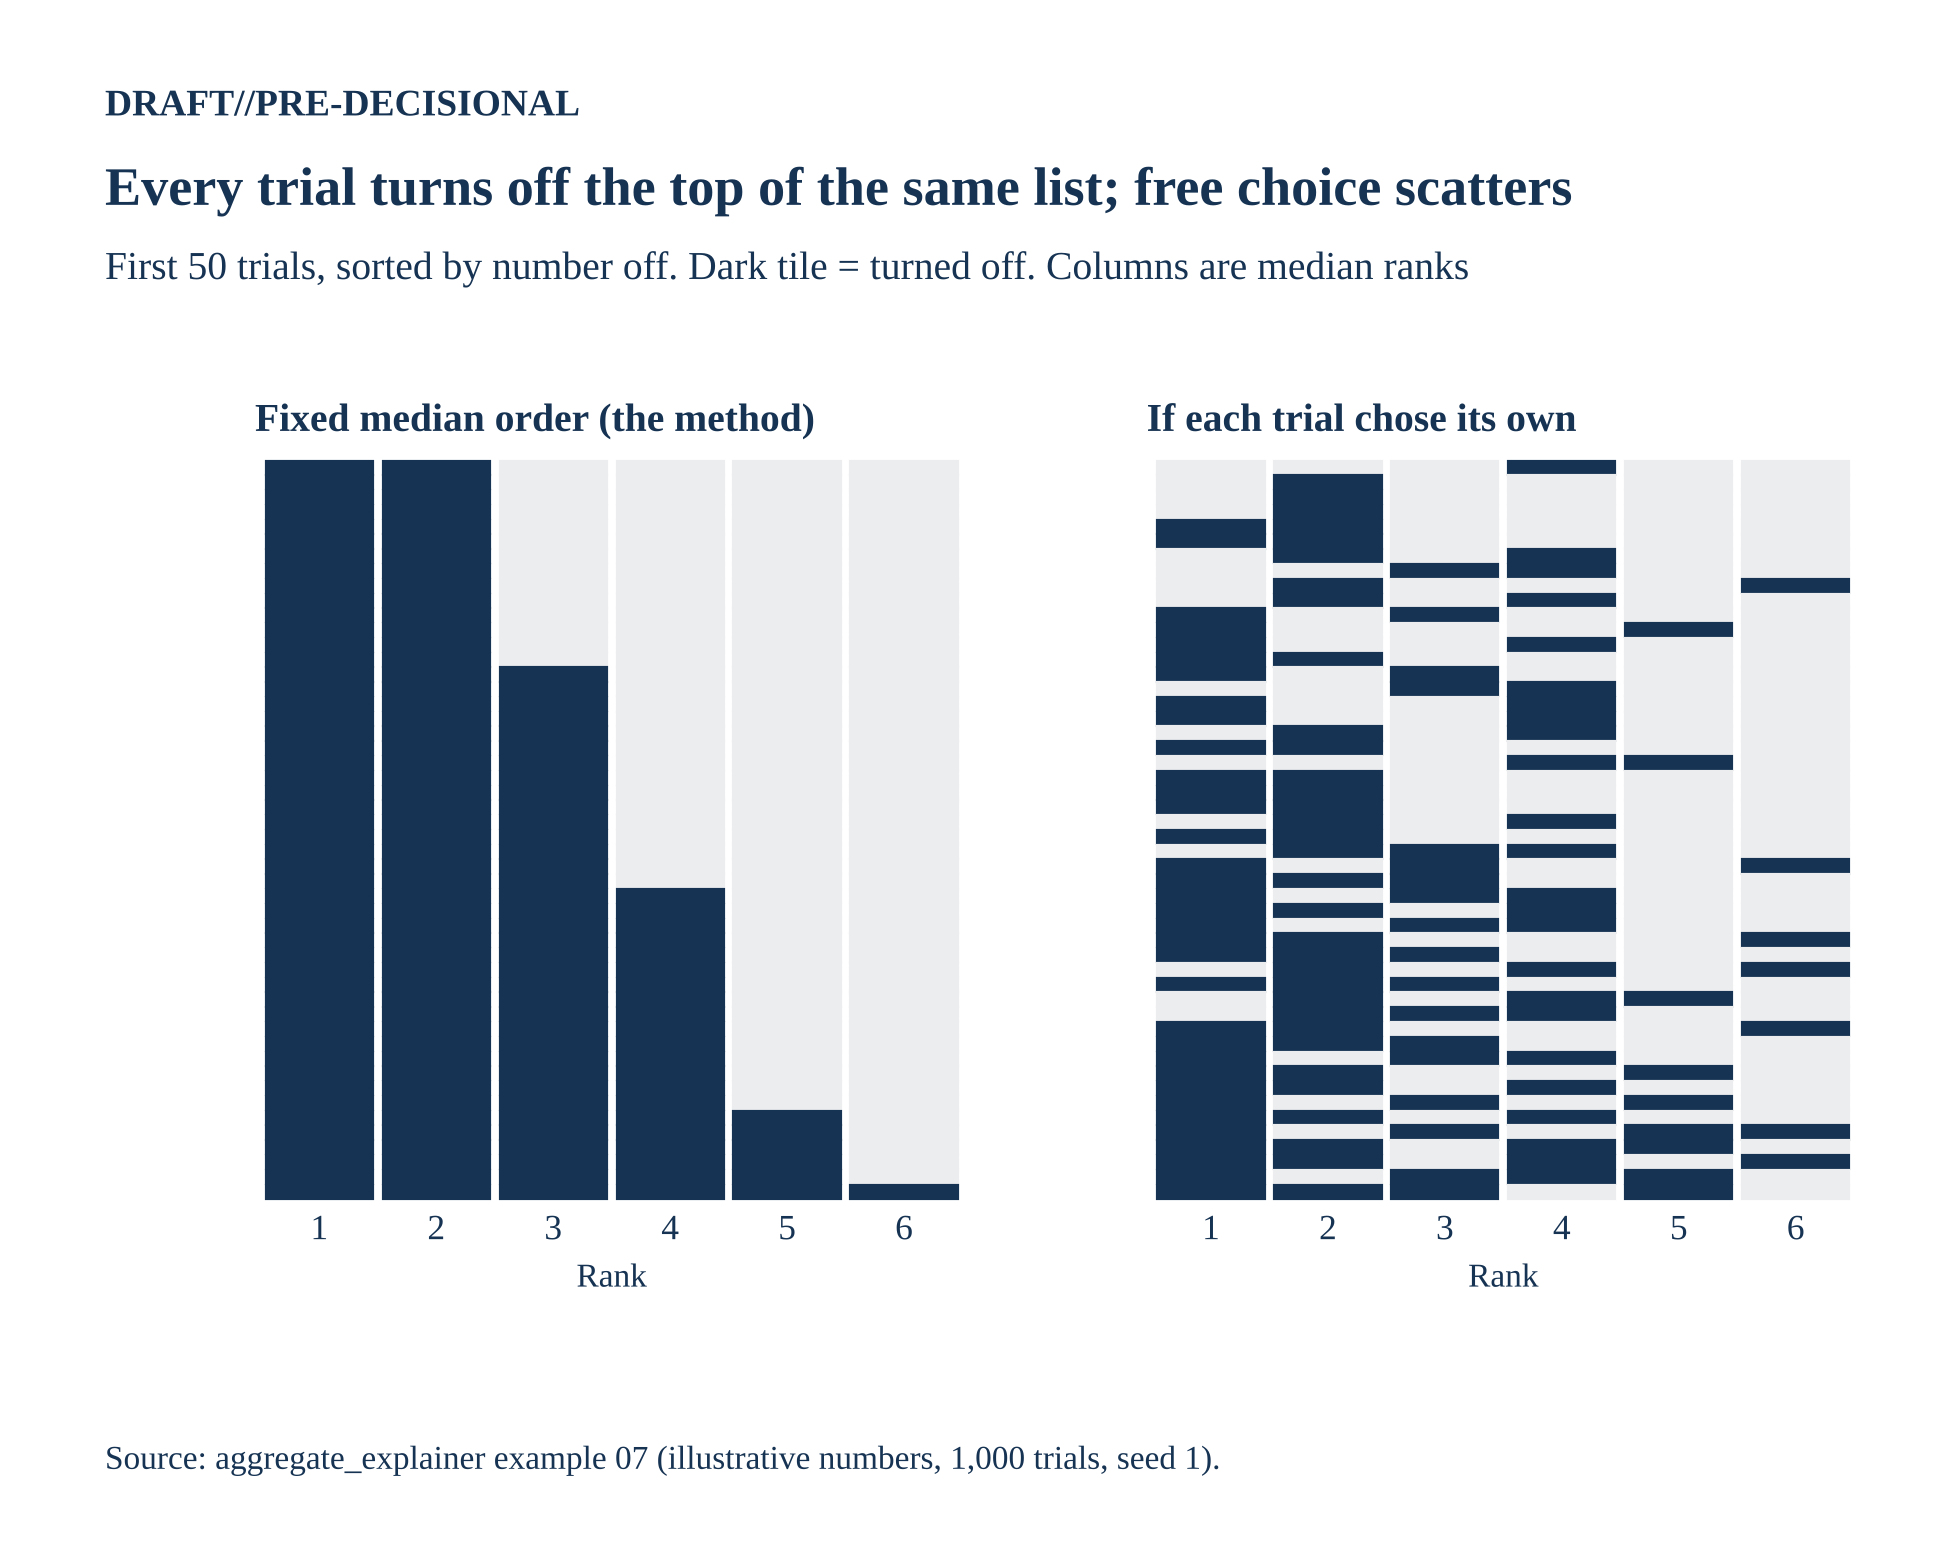 DRAFT//PRE-DECISIONAL
Every trial turns off the top of the same list; free choice scatters
First 50 trials, sorted by number off. Dark tile = turned off. Columns are median ranks
Fixed median order (the method)
1 2 3 4 5 6
Rank
If each trial chose its own
1 2 3 4 5 6
Rank
Source: aggregate_explainer example 07 (illustrative numbers, 1,000 trials, seed 1).